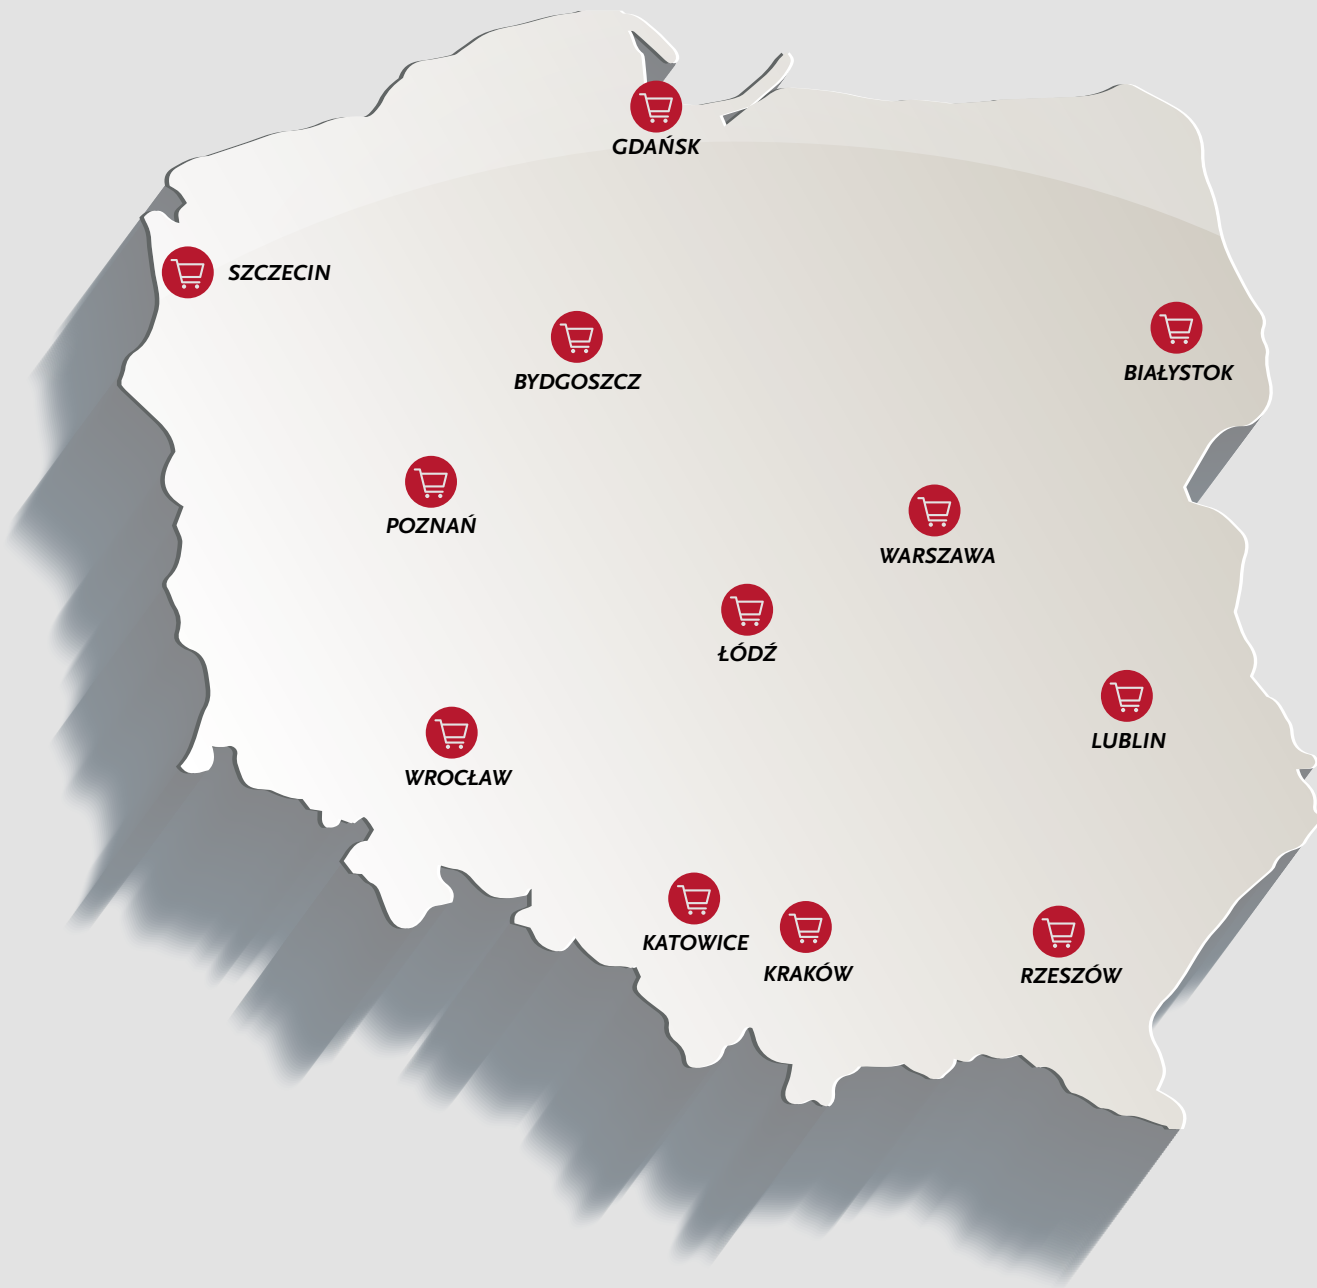 GDAŃSK
SZCZECIN
BYDGOSZCZ
BIAŁYSTOK
POZNAŃ
WARSZAWA
ŁÓDŹ
LUBLIN
WROCŁAW
KATOWICE
KRAKÓW
RZESZÓW